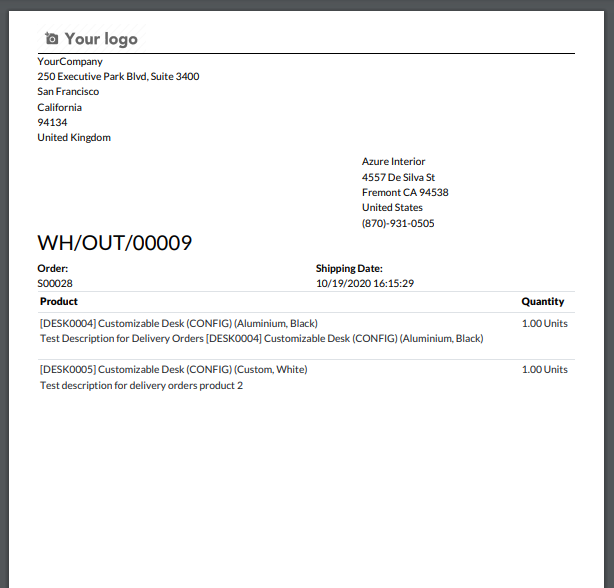 Your logo
YourCompany
250 Executive Park Blvd, Suite 3400
San Francisco
California
94134
United Kingdom
Azure Interior
4557 De Silva St
Fremont CA 94538
United States
(870)-931-0505
WH/OUT/00009
Order: Shipping Date:
S00028 10/19/2020 16:15:29
Product Quantity
[DESK0004] Customizable Desk (CONFIG) (Aluminium, Black) 1.00 Units
Test Description for Delivery Orders [DESK0004] Customizable Desk (CONFIG) (Aluminium, Black)
[DESK0005] Customizable Desk (CONFIG) (Custom, White) 1.00 Units
Test description for delivery orders product 2